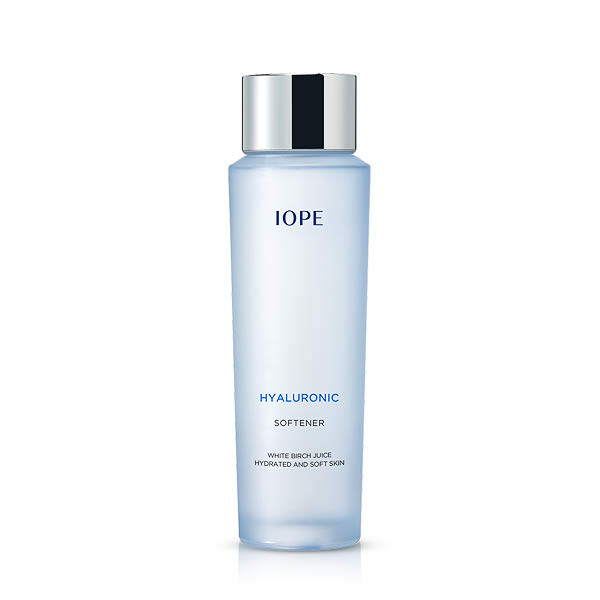 IOPE
HYALURONIC
SOFTENER
WHITE BIRCH JUICE
HYDRATED AND SOFT SKIN